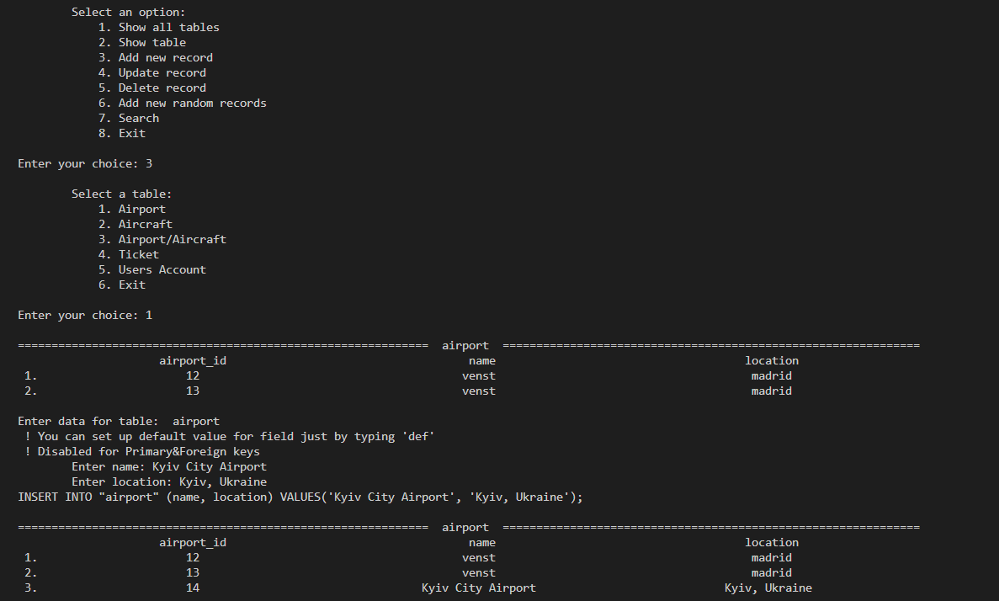 Select an option:
1. Show all tables
2. Show table
3. Add new record
4. Update record
5. Delete record
6. Add new random records
7. Search
8. Exit
Enter your choice: 3
Select a table:
1. Airport
2. Aircraft
3. Airport/Aircraft
4. Ticket
5. Users Account
6. Exit
Enter your choice: 1
============================================================= airport ==============================================================
airport_id name location
1. 12 venst madrid
2. 13 venst madrid
Enter data for table:  airport
! You can set up default value for field just by typing 'def'
! Disabled for Primary&Foreign keys
Enter name: Kyiv City Airport
Enter location: Kyiv, Ukraine
INSERT INTO "airport" (name, location) VALUES('Kyiv City Airport', 'Kyiv, Ukraine');
============================================================= airport ==============================================================
airport_id name location
1. 12 venst madrid
2. 13 venst madrid
3. 14 Kyiv City Airport Kyiv, Ukraine